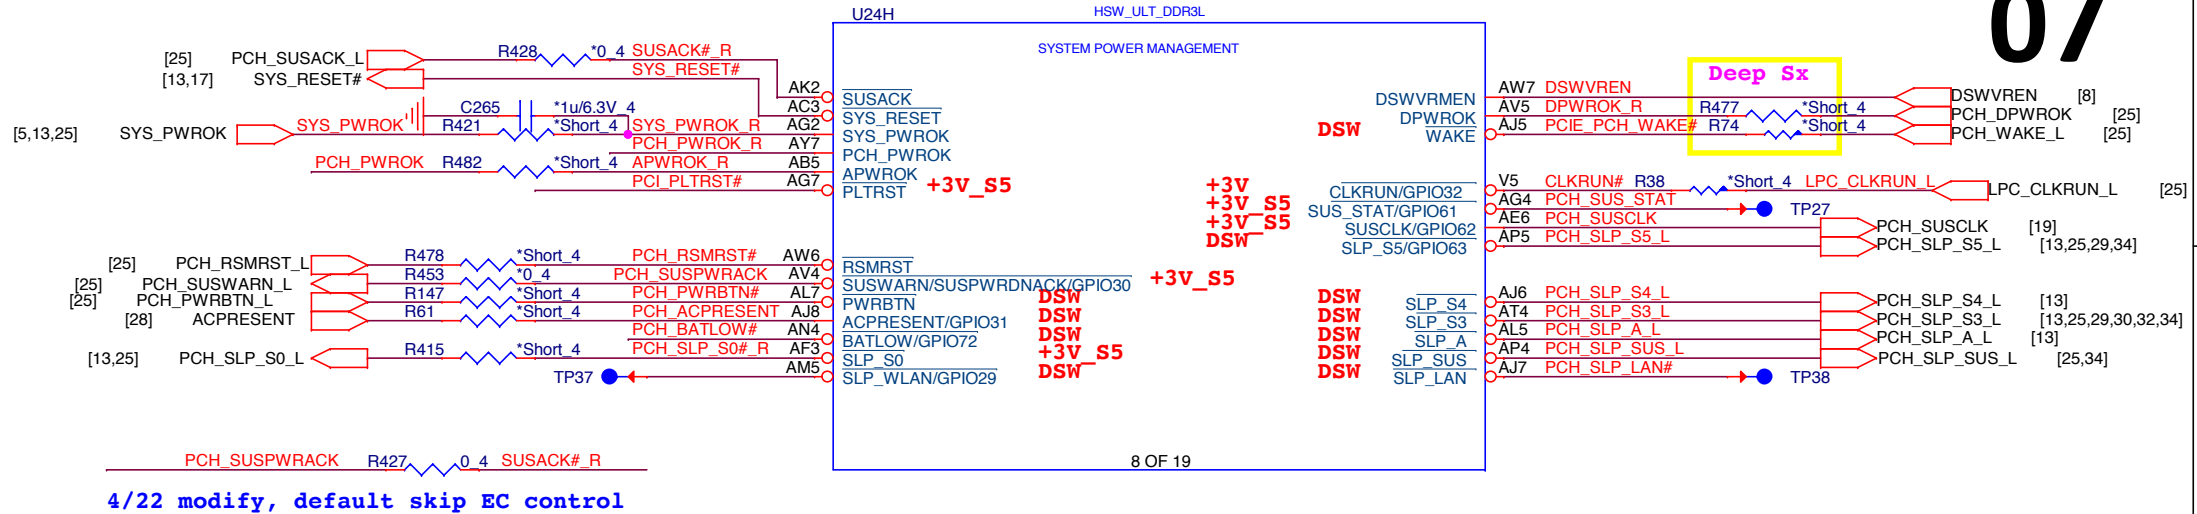 U24H HSW_ULT_DDR3L 07
SYSTEM POWER MANAGEMENT
[25] PCH_SUSACK_L R428 *0_4 SUSACK#_R
[13,17] SYS_RESET# SYS_RESET#
Deep Sx
AK2 SUSACK
AC3 SYS_RESET
C265 *1u/6.3V_4
[5,13,25] SYS_PWROK SYS_PWROK R421 *Short_4 SYS_PWROK_R AG2 SYS_PWROK
PCH_PWROK_R AY7 PCH_PWROK
PCH_PWROK R482 *Short_4 APWROK_R AB5 APWROK
PCI_PLTRST# AG7 PLTRST +3V_S5
DSWVRMEN AW7 DSWVREN DSWVREN [8]
DPWROK AV5 DPWROK_R R477 *Short_4 PCH_DPWROK [25]
DSW WAKE AJ5 PCIE_PCH_WAKE# R74 *Short_4 PCH_WAKE_L [25]
+3V CLKRUN/GPIO32 V5 CLKRUN# R38 *Short_4 LPC_CLKRUN_L LPC_CLKRUN_L [25]
+3V_S5 SUS_STAT/GPIO61 AG4 PCH_SUS_STAT TP27
+3V_S5 SUSCLK/GPIO62 AE6 PCH_SUSCLK PCH_SUSCLK [19]
DSW SLP_S5/GPIO63 AP5 PCH_SLP_S5_L PCH_SLP_S5_L [13,25,29,34]
[25] PCH_RSMRST_L R478 *Short_4 PCH_RSMRST# AW6 RSMRST
[25] PCH_SUSWARN_L R453 *0_4 PCH_SUSPWRACK AV4 SUSWARN/SUSPWRDNACK/GPIO30 +3V_S5
[25] PCH_PWRBTN_L R147 *Short_4 PCH_PWRBTN# AL7 PWRBTN DSW
[28] ACPRESENT R61 *Short_4 PCH_ACPRESENT AJ8 ACPRESENT/GPIO31 DSW
PCH_BATLOW# AN4 BATLOW/GPIO72 DSW
[13,25] PCH_SLP_S0_L R415 *Short_4 PCH_SLP_S0#_R AF3 SLP_S0 +3V_S5
TP37 AM5 SLP_WLAN/GPIO29 DSW
DSW SLP_S4 AJ6 PCH_SLP_S4_L PCH_SLP_S4_L [13]
DSW SLP_S3 AT4 PCH_SLP_S3_L PCH_SLP_S3_L [13,25,29,30,32,34]
DSW SLP_A AL5 PCH_SLP_A_L PCH_SLP_A_L [13]
DSW SLP_SUS AP4 PCH_SLP_SUS_L PCH_SLP_SUS_L [25,34]
DSW SLP_LAN AJ7 PCH_SLP_LAN# TP38
8 OF 19
PCH_SUSPWRACK R427 0_4 SUSACK#_R
4/22 modify, default skip EC control